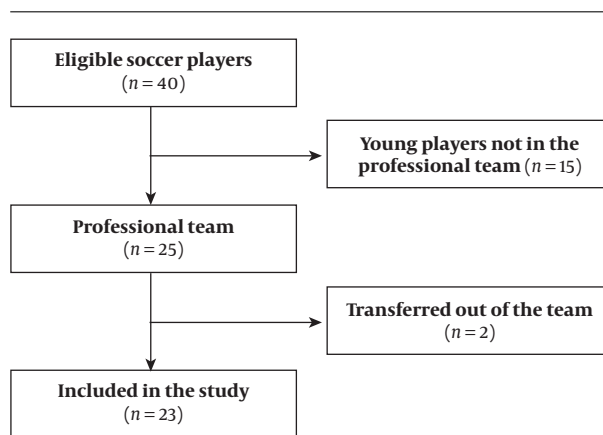 Eligible soccer players
(n = 40)
Young players not in the
professional team (n = 15)
Professional team
(n = 25)
Transferred out of the team
(n = 2)
Included in the study
(n = 23)